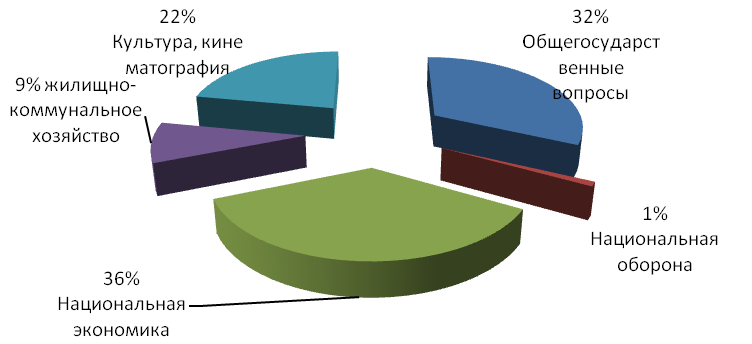 22%
Культура, кине
матография
32%
Общегосударст
венные
вопросы
9% жилищно-
коммунальное
хозяйство
1%
Национальная
оборона
36%
Национальная
экономика